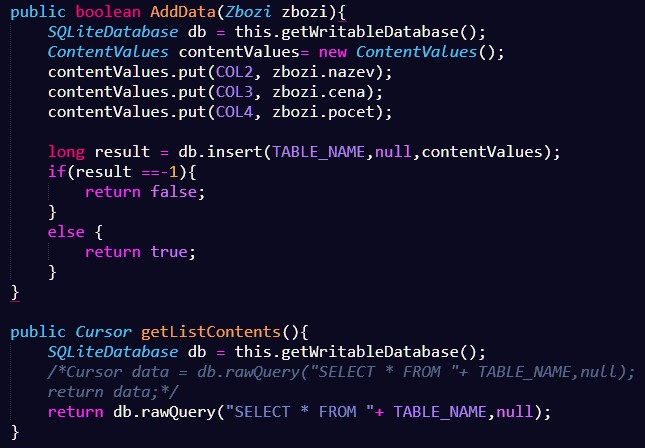 public boolean AddData(Zbozi zbozi){
SQLiteDatabase db = this.getWritableDatabase();
ContentValues contentValues= new ContentValues();
contentValues.put(COL2, zbozi.nazev);
contentValues.put(COL3, zbozi.cena);
contentValues.put(COL4, zbozi.pocet);
long result = db.insert(TABLE_NAME,null,contentValues);
if(result ==-1){
return false;
}
else {
return true;
}
}
public Cursor getListContents(){
SQLiteDatabase db = this.getWritableDatabase();
/*Cursor data = db.rawQuery("SELECT * FROM "+ TABLE_NAME,null);
return data;*/
return db.rawQuery("SELECT * FROM "+ TABLE_NAME,null);
}